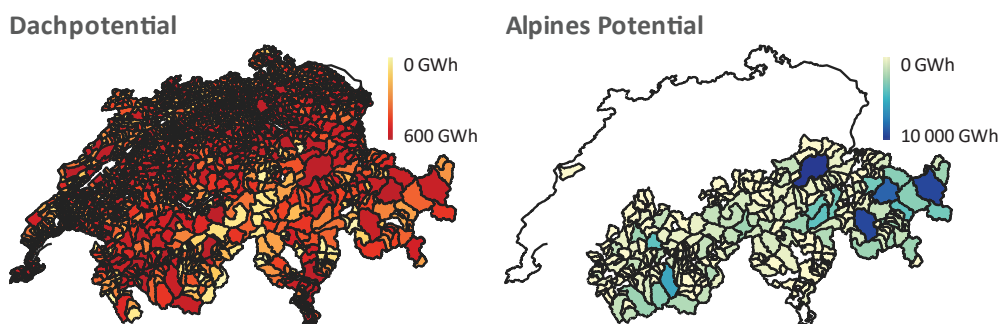 Dachpotential
Alpines Potential
0 GWh
600 GWh
0 GWh
10 000 GWh